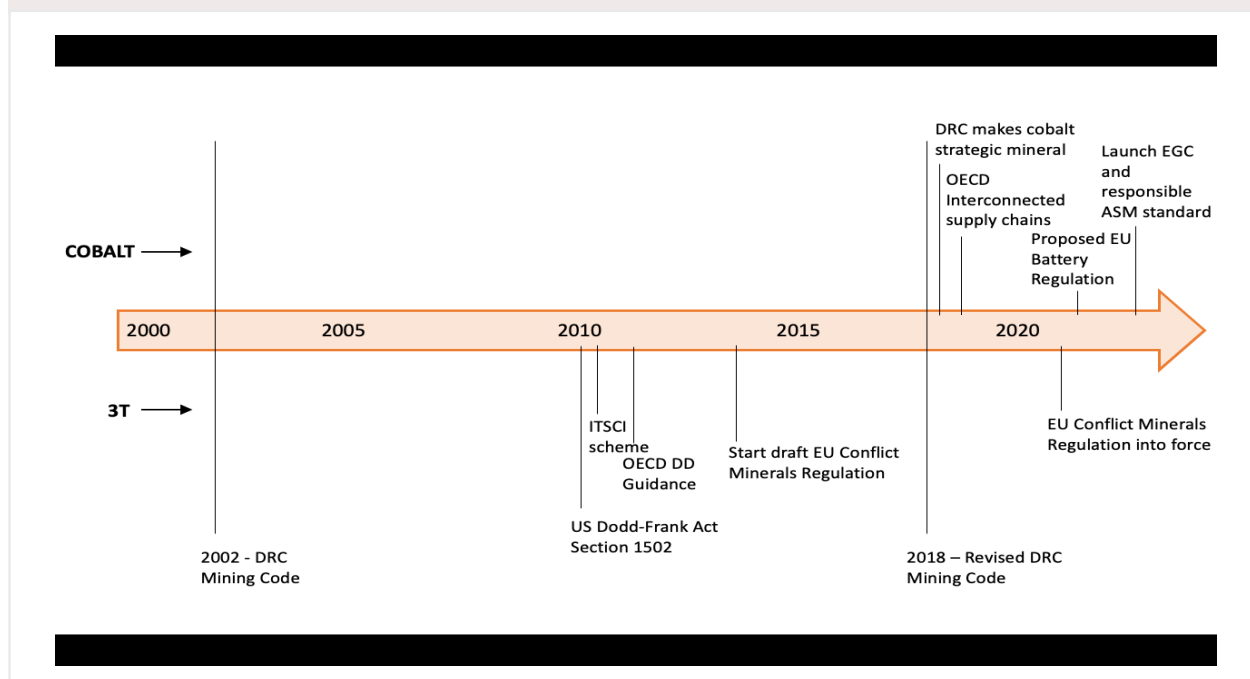 DRC makes cobalt
strategic mineral
Launch EGC
and
responsible
ASM standard
OECD
Interconnected
supply chains
Proposed EU
Battery
Regulation
COBALT
2000
2005
2010
2015
2020
3T
ITSCI
scheme
OECD DD
Guidance
Start draft EU Conflict
Minerals Regulation
EU Conflict Minerals
Regulation into force
US Dodd-Frank Act
Section 1502
2002 - DRC
Mining Code
2018 – Revised DRC
Mining Code